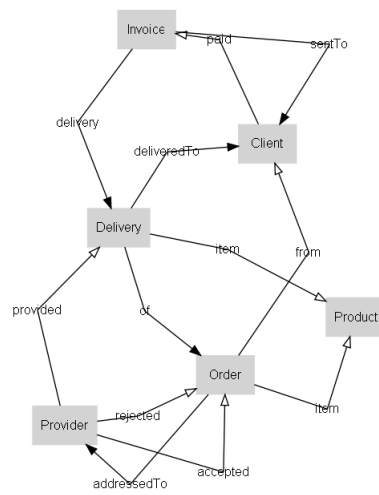 Invoice
paid
sentTo
delivery
deliveredTo
Client
Delivery
item
from
provided
of
Product
Order
rejected
item
Provider
accepted
addressedTo